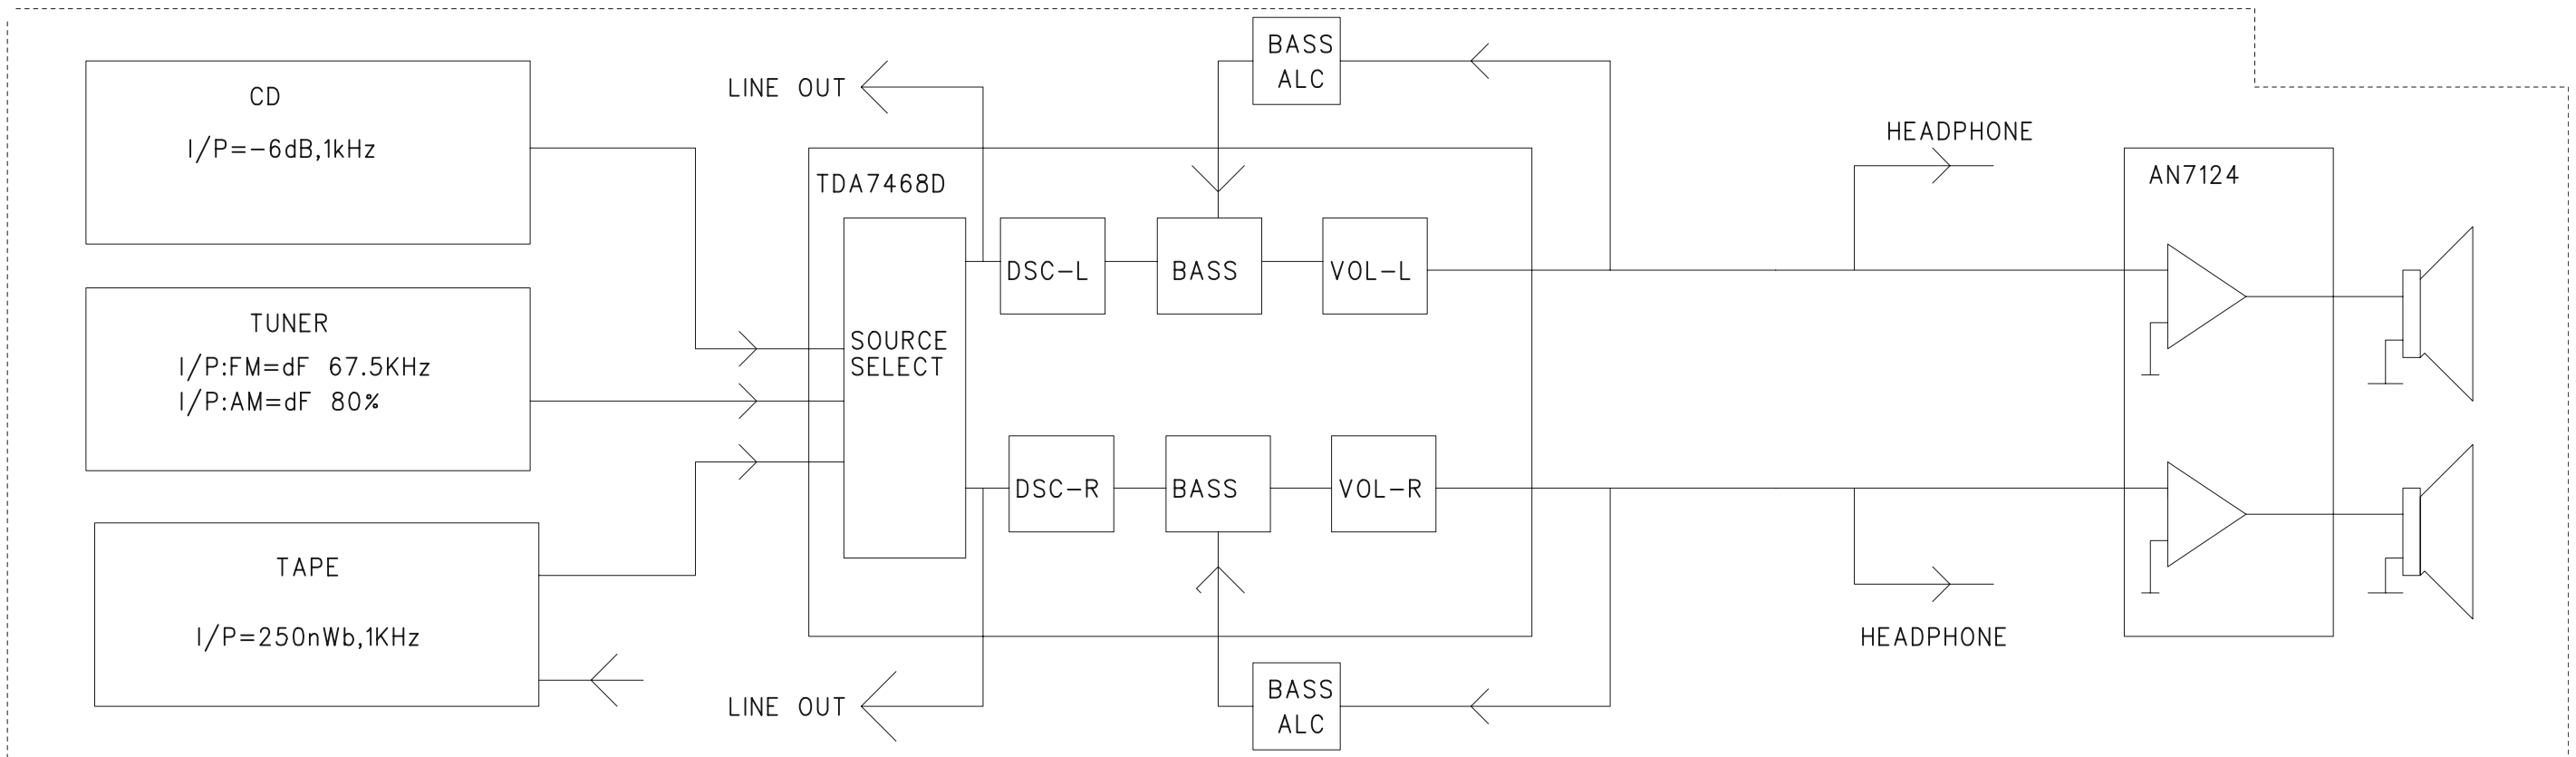 CD
I/P=-6dB,1kHz
TUNER
I/P:FM=dF 67.5KHz
I/P:AM=dF 80%
TAPE
I/P=250nWb,1KHz
LINE OUT
LINE OUT
TDA7468D
SOURCE
SELECT
BASS
ALC
DSC-L
BASS
VOL-L
DSC-R
BASS
VOL-R
BASS
ALC
HEADPHONE
HEADPHONE
AN7124